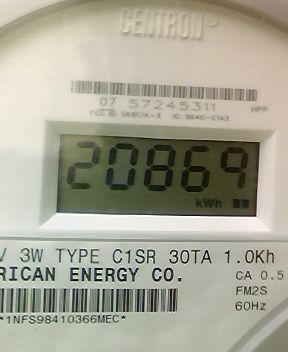 CENTRON®
07 57245311
20869
kWh
V 3W TYPE C1SR 30TA 1.0Kh
RICAN ENERGY CO.
CA 0.5
FM2S
60Hz
*1NFS98410366MEC*